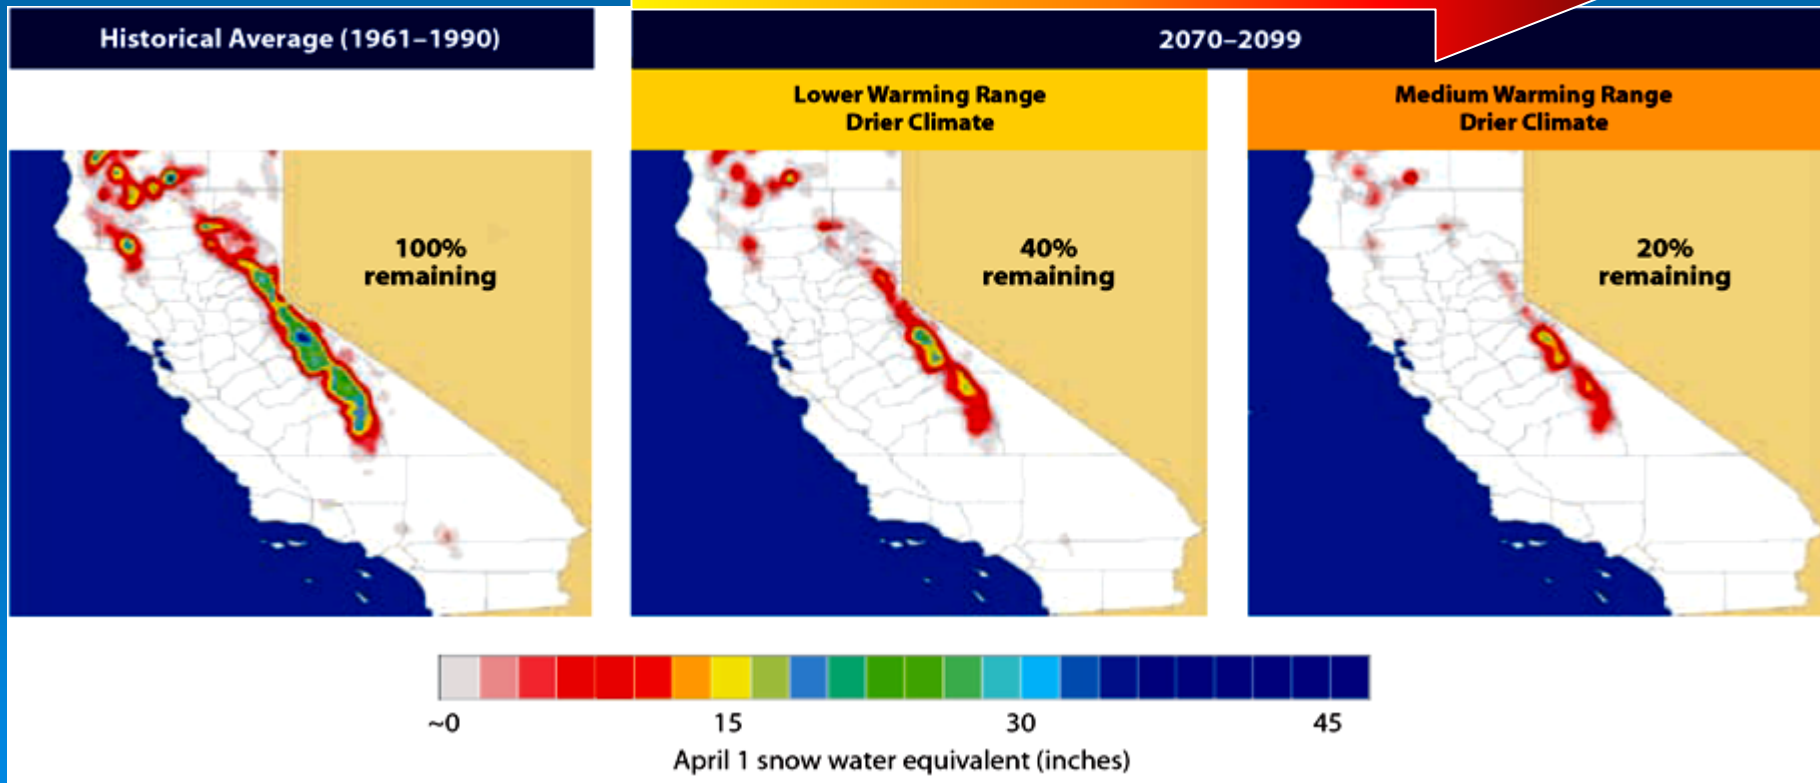 Historical Average (1961–1990)
2070–2099
Lower Warming Range
Drier Climate
Medium Warming Range
Drier Climate
100%
remaining
40%
remaining
20%
remaining
~0
15
30
45
April 1 snow water equivalent (inches)